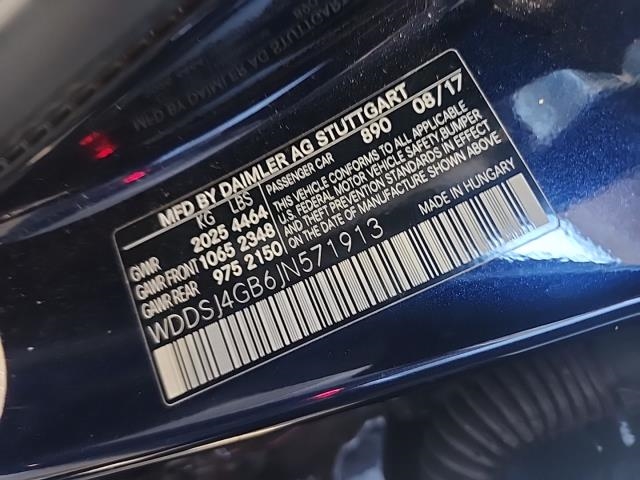 MFD BY DAIMLER AG STUTTGART
KG LBS PASSENGER CAR 890 08/17
GVWR 2025 4464
GAWR FRONT 1065 2348
GAWR REAR 975 2150
THIS VEHICLE CONFORMS TO ALL APPLICABLE
U.S. FEDERAL MOTOR VEHICLE SAFETY BUMPER,
AND THEFT PREVENTION STANDARDS IN EFFECT
ON THE DATE OF MANUFACTURE SHOWN ABOVE
MADE IN HUNGARY
WDDSJ4GB6JN571913